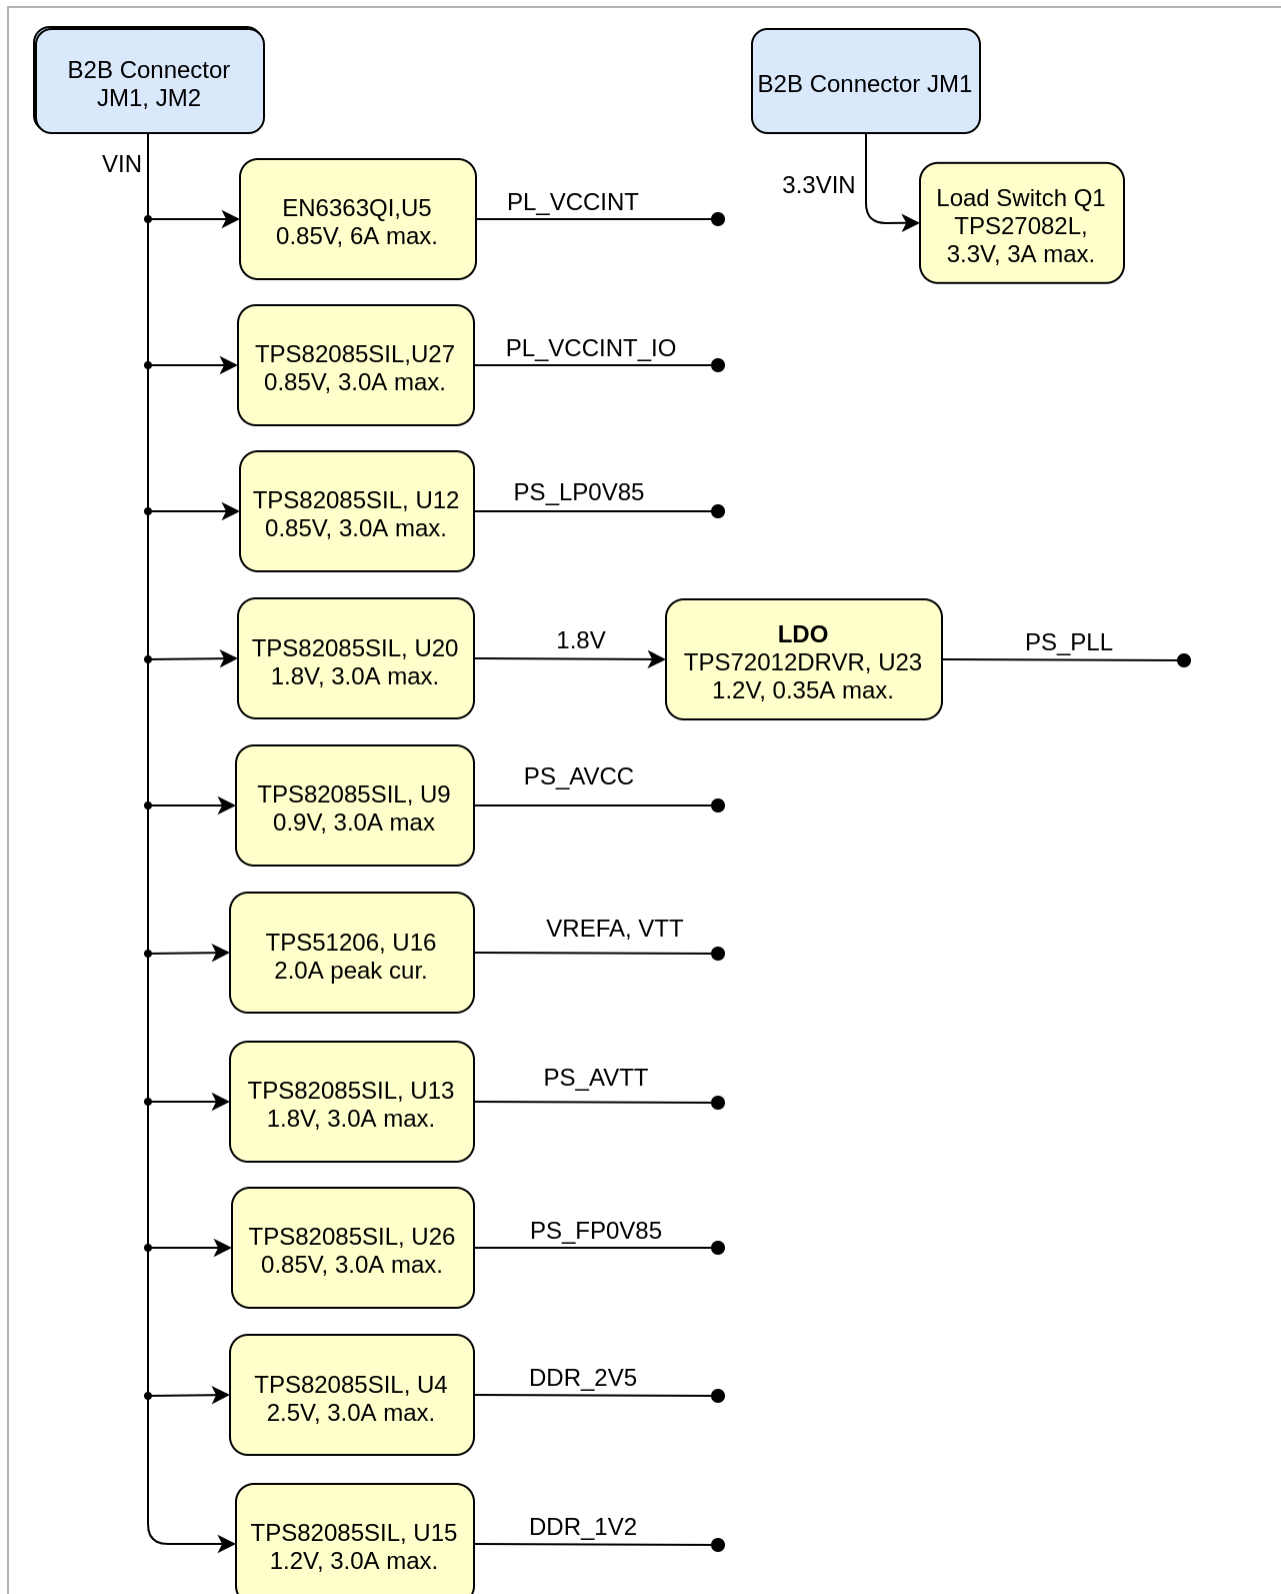 B2B Connector
JM1, JM2
B2B Connector JM1
VIN
3.3VIN
EN6363QI,U5
0.85V, 6A max.
PL_VCCINT
Load Switch Q1
TPS27082L,
3.3V, 3A max.
TPS82085SIL,U27
0.85V, 3.0A max.
PL_VCCINT_IO
TPS82085SIL, U12
0.85V, 3.0A max.
PS_LP0V85
TPS82085SIL, U20
1.8V, 3.0A max.
1.8V
LDO
TPS72012DRVR, U23
1.2V, 0.35A max.
PS_PLL
TPS82085SIL, U9
0.9V, 3.0A max
PS_AVCC
TPS51206, U16
2.0A peak cur.
VREFA, VTT
TPS82085SIL, U13
1.8V, 3.0A max.
PS_AVTT
TPS82085SIL, U26
0.85V, 3.0A max.
PS_FP0V85
TPS82085SIL, U4
2.5V, 3.0A max.
DDR_2V5
TPS82085SIL, U15
1.2V, 3.0A max.
DDR_1V2